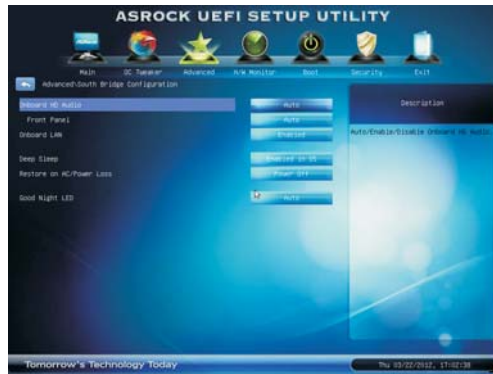 ASROCK UEFI SETUP UTILITY
Main OC Tweaker Advanced H/W Monitor Boot Security Exit
Advanced\South Bridge Configuration
Onboard HD Audio Auto
Front Panel Auto
Onboard LAN Enabled
Deep Sleep Enabled in S5
Restore on AC/Power Loss Power Off
Good Night LED Auto
Description
Auto/Enable/Disable Onboard HD Audio.
Tomorrow's Technology Today
Thu 03/22/2012, 17:02:38